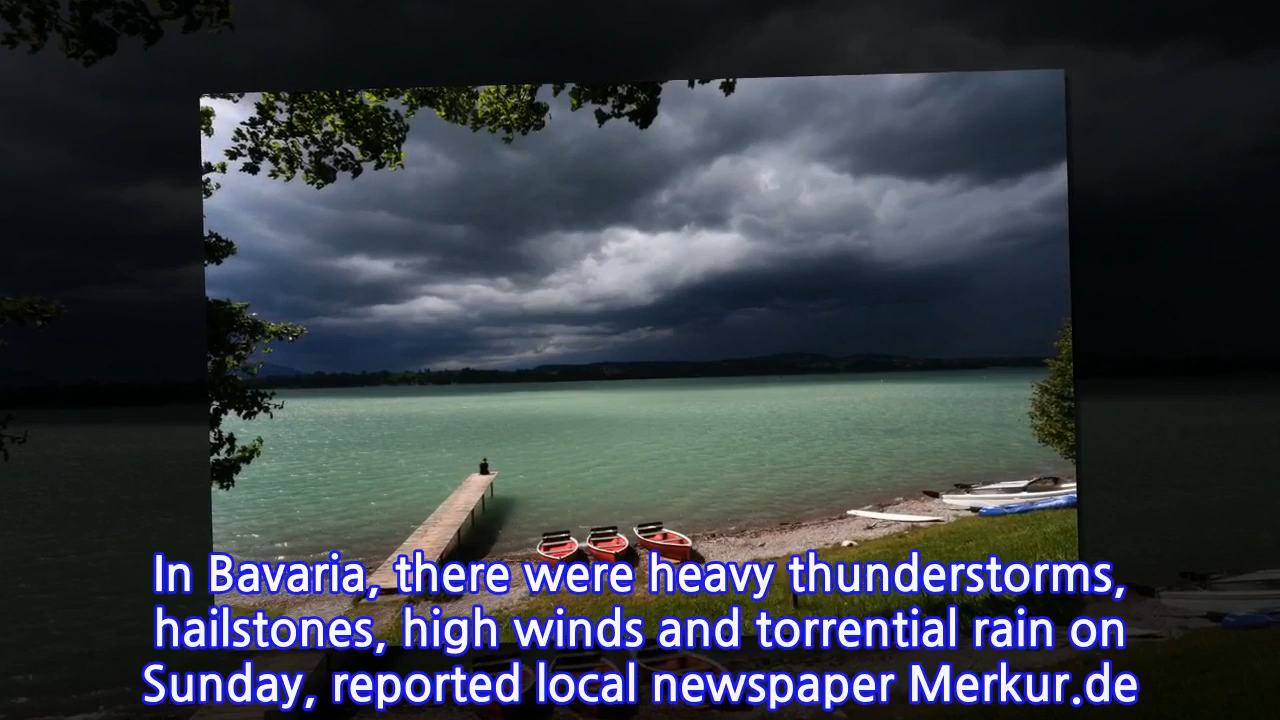 In Bavaria, there were heavy thunderstorms,
hailstones, high winds and torrential rain on
Sunday, reported local newspaper Merkur.de